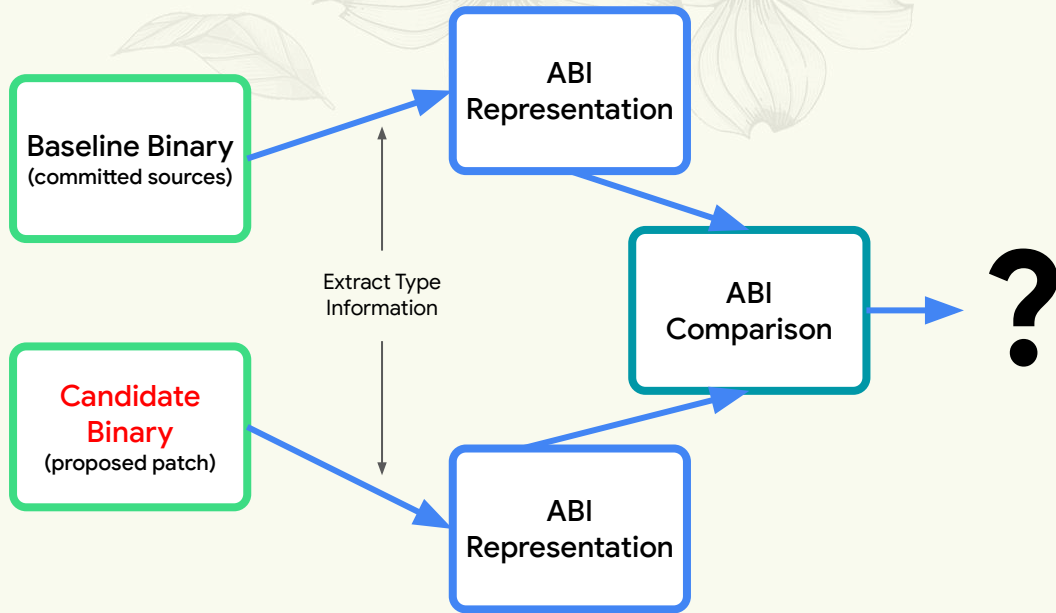 Baseline Binary
(committed sources)
ABI
Representation
Extract Type
Information
ABI
Comparison
?
Candidate
Binary
(proposed patch)
ABI
Representation